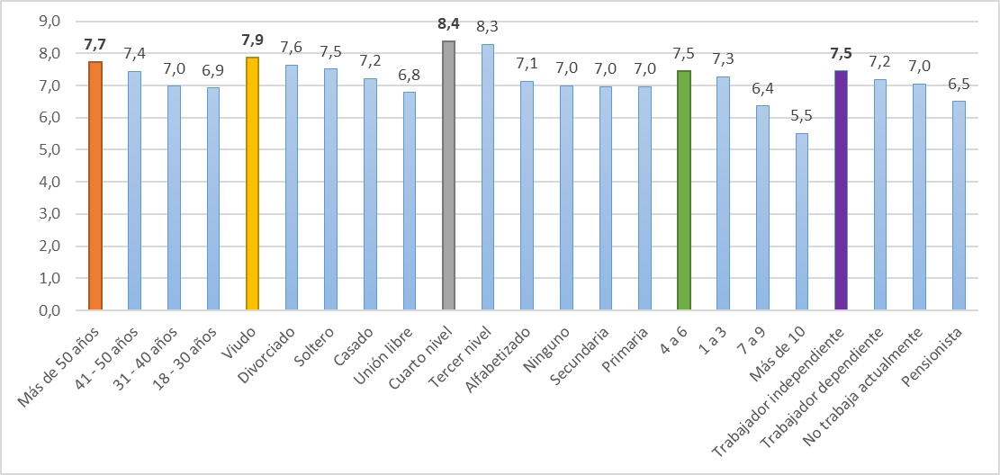 9,0
8,0
7,0
6,0
5,0
4,0
3,0
2,0
1,0
0,0
7,7
7,4
7,0
6,9
7,9
7,6
7,5
7,2
6,8
8,4
8,3
7,1
7,0
7,0
7,0
7,5
7,3
6,4
5,5
7,5
7,2
7,0
6,5
Más de 50 años
41 - 50 años
31 - 40 años
18 - 30 años
Viudo
Divorciado
Soltero
Casado
Unión libre
Cuarto nivel
Tercer nivel
Alfabetizado
Ninguno
Secundaria
Primaria
4 a 6
1 a 3
7 a 9
Más de 10
Trabajador independiente
Trabajador dependiente
No trabaja actualmente
Pensionista